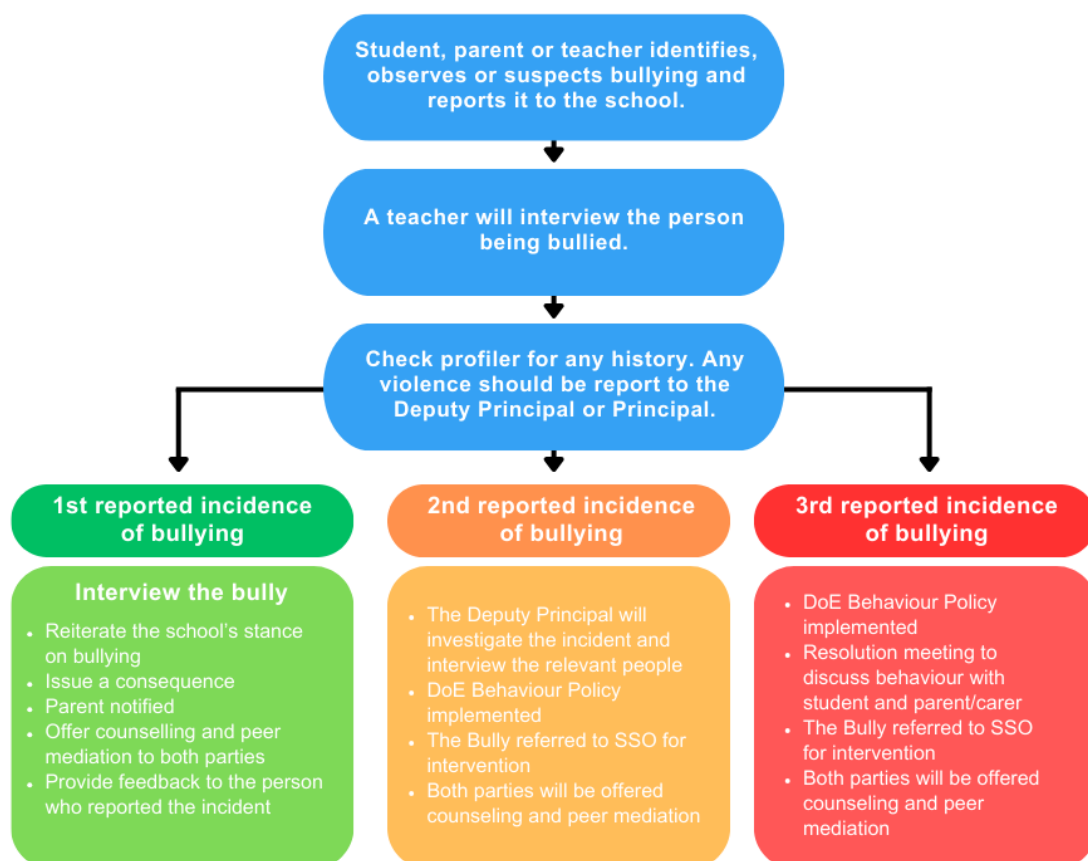 Student, parent or teacher identifies,
observes or suspects bullying and
reports it to the school.
A teacher will interview the person
being bullied.
Check profiler for any history. Any
violence should be report to the
Deputy Principal or Principal.
1st reported incidence
of bullying
Interview the bully
• Reiterate the school's stance
on bullying
• Issue a consequence
• Parent notified
• Offer counselling and peer
mediation to both parties
• Provide feedback to the person
who reported the incident
2nd reported incidence
of bullying
• The Deputy Principal will
investigate the incident and
interview the relevant people
• DoE Behaviour Policy
implemented
• The Bully referred to SSO for
intervention
• Both parties will be offered
counseling and peer mediation
3rd reported incidence
of bullying
• DoE Behaviour Policy
implemented
• Resolution meeting to
discuss behaviour with
student and parent/carer
• The Bully referred to SSO
for intervention
• Both parties will be offered
counseling and peer
mediation